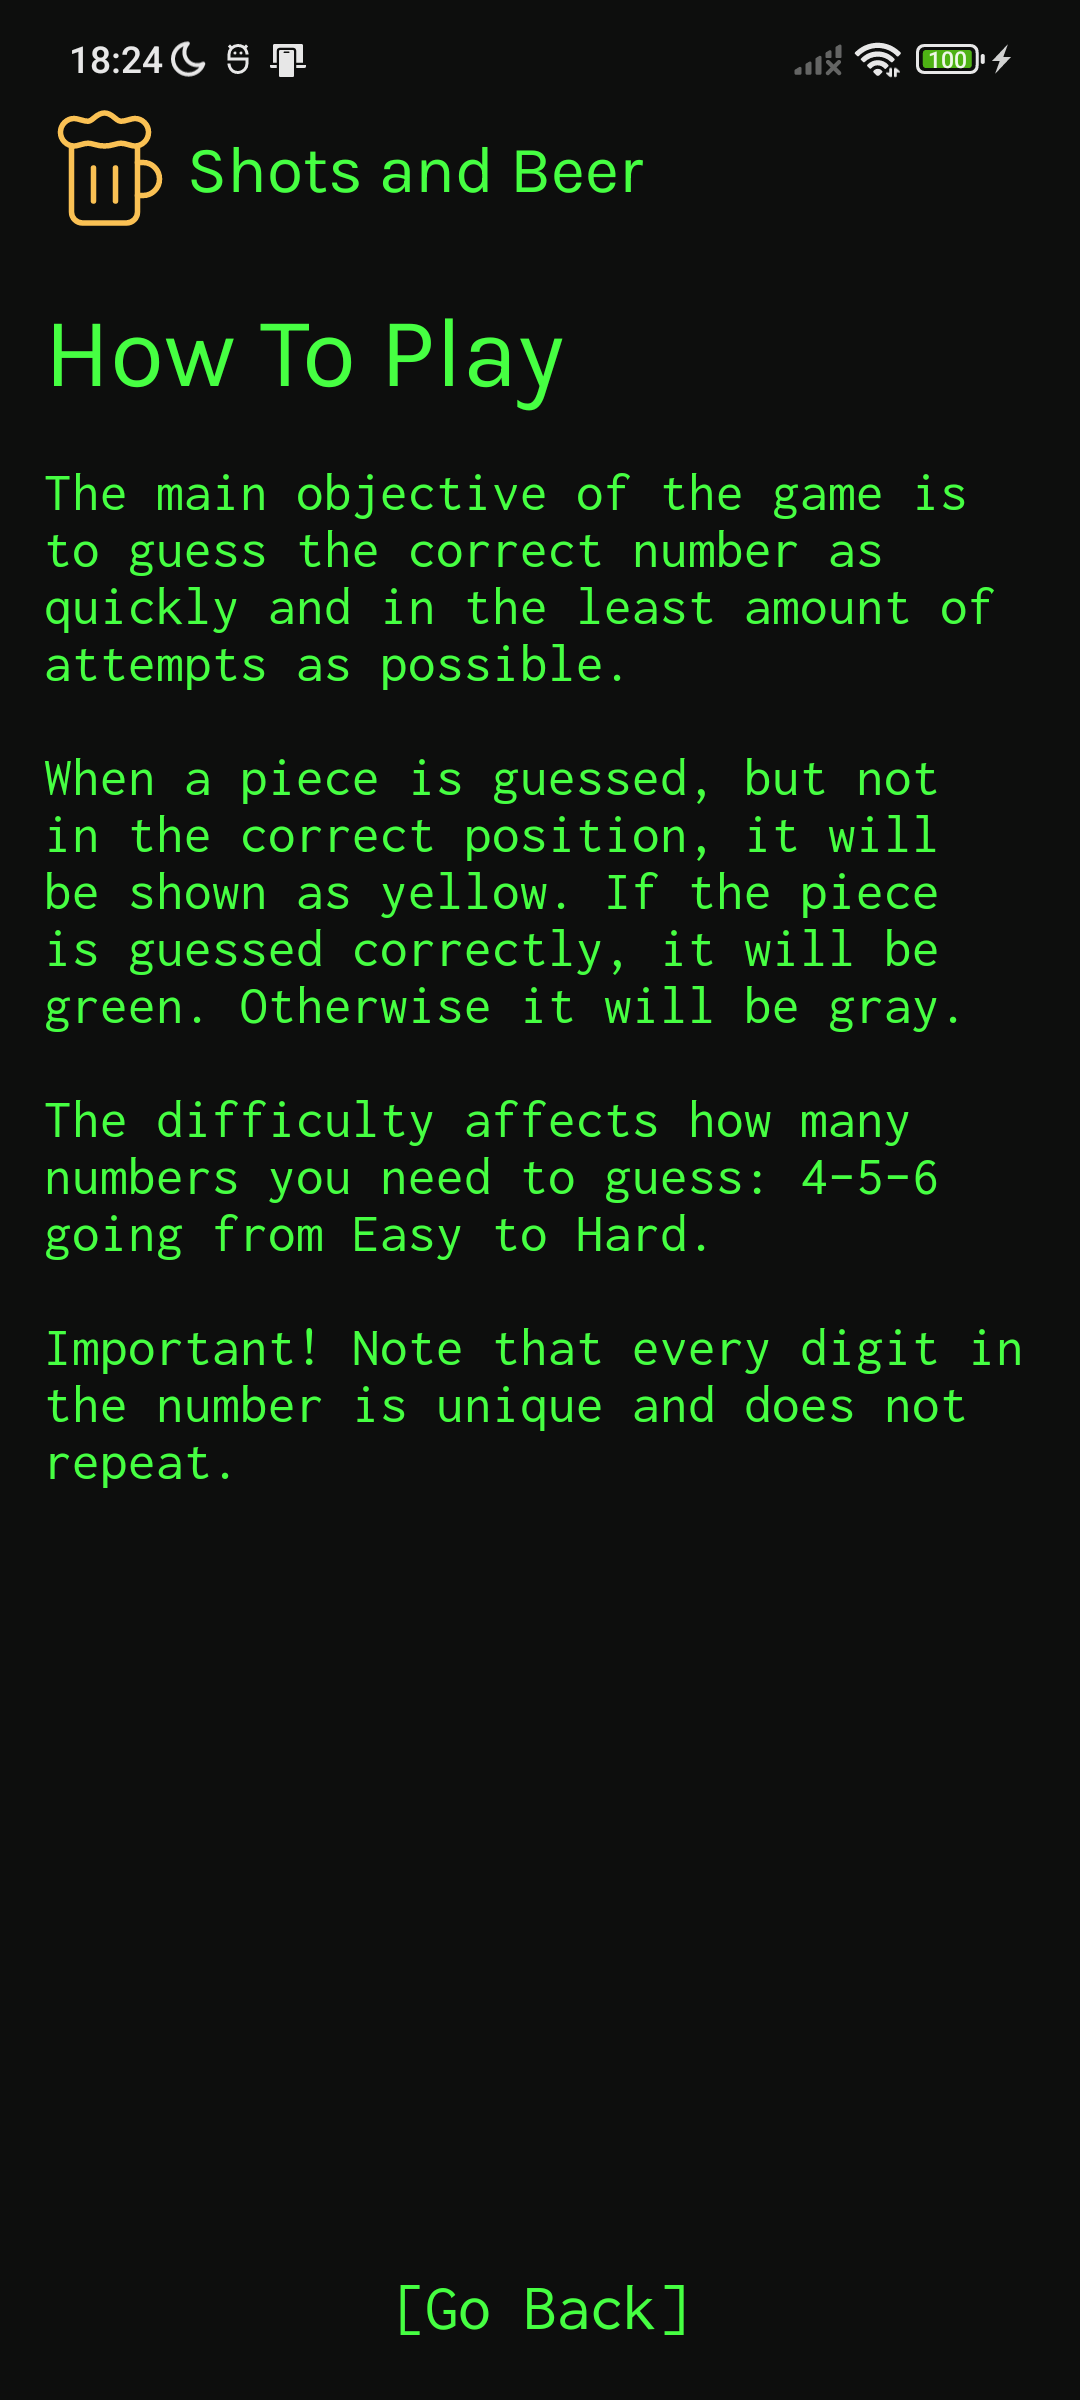 18:24
100
Shots and Beer
How To Play
The main objective of the game is
to guess the correct number as
quickly and in the least amount of
attempts as possible.
When a piece is guessed, but not
in the correct position, it will
be shown as yellow. If the piece
is guessed correctly, it will be
green. Otherwise it will be gray.
The difficulty affects how many
numbers you need to guess: 4-5-6
going from Easy to Hard.
Important! Note that every digit in
the number is unique and does not
repeat.
[Go Back]